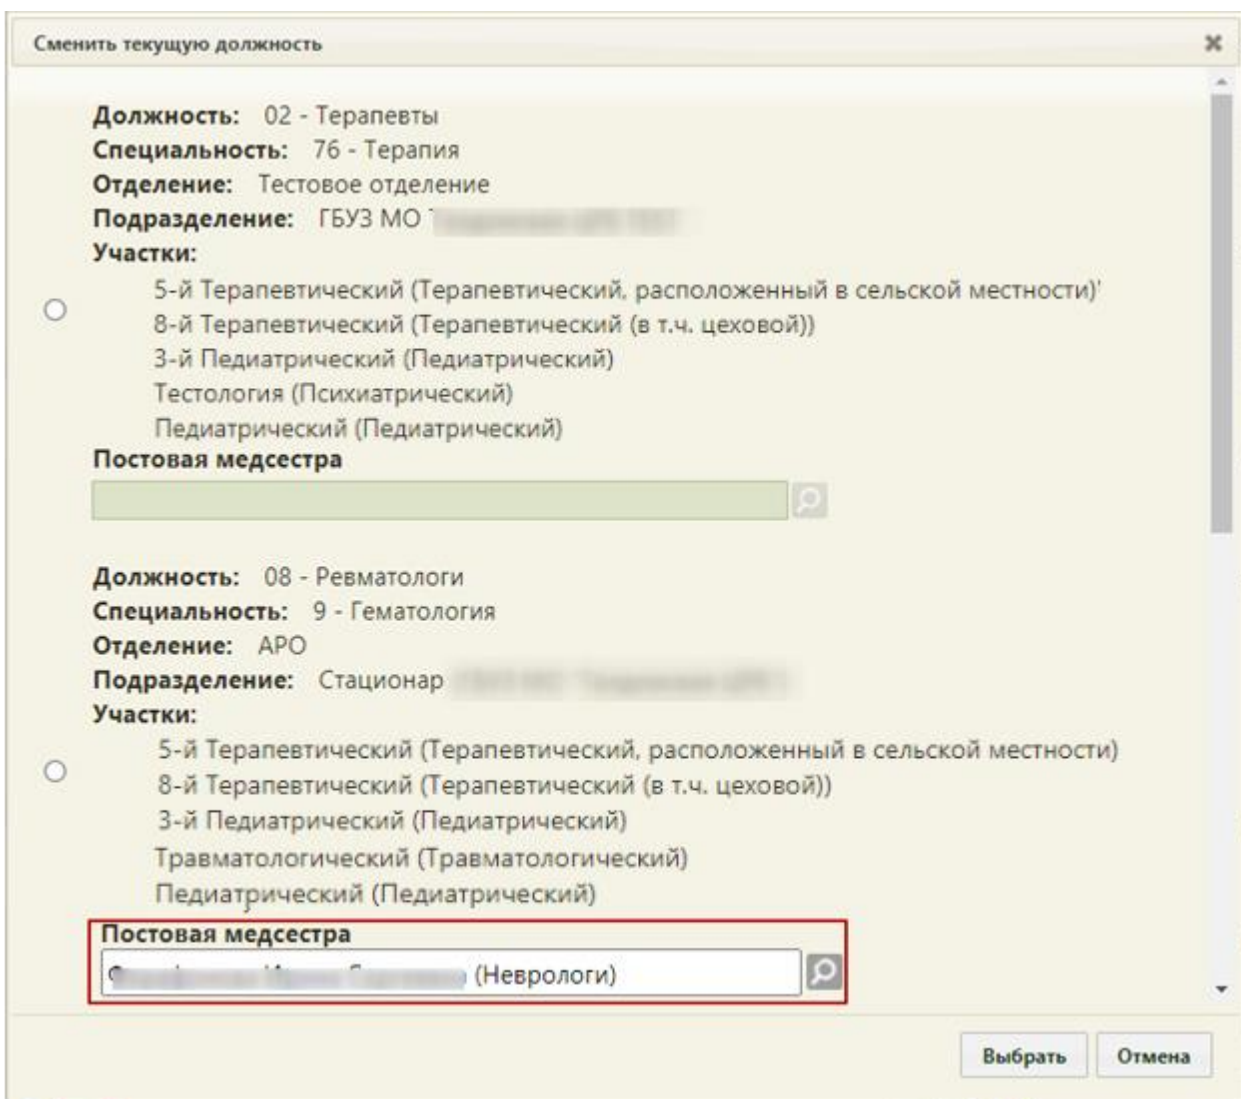 Сменить текущую должность
Должность: 02 - Терапевты
Специальность: 76 - Терапия
Отделение: Тестовое отделение
Подразделение: ГБУЗ МО
Участки:
5-й Терапевтический (Терапевтический, расположенный в сельской местности)'
8-й Терапевтический (Терапевтический (в т.ч. цеховой))
3-й Педиатрический (Педиатрический)
Тестология (Психиатрический)
Педиатрический (Педиатрический)
Постовая медсестра
Должность: 08 - Ревматологи
Специальность: 9 - Гематология
Отделение: АРО
Подразделение: Стационар
Участки:
5-й Терапевтический (Терапевтический, расположенный в сельской местности)
8-й Терапевтический (Терапевтический (в т.ч. цеховой))
3-й Педиатрический (Педиатрический)
Травматологический (Травматологический)
Педиатрический (Педиатрический)
Постовая медсестра
(Неврологи)
Выбрать Отмена